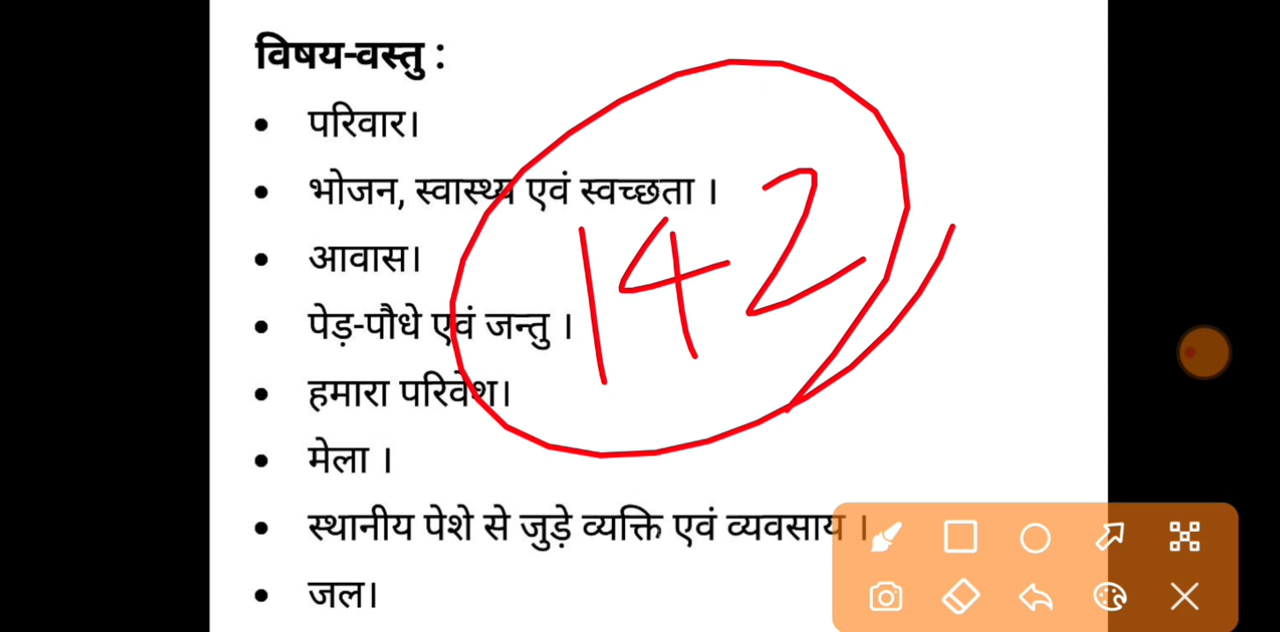 विषय-वस्तु :
• परिवार।
• भोजन, स्वास्थ्य एवं स्वच्छता ।
142
• आवास।
• पेड़-पौधे एवं जन्तु ।
• हमारा परिवेश।
• मेला ।
• स्थानीय पेशे से जुड़े व्यक्ति एवं व्यवसाय ।
• जल।